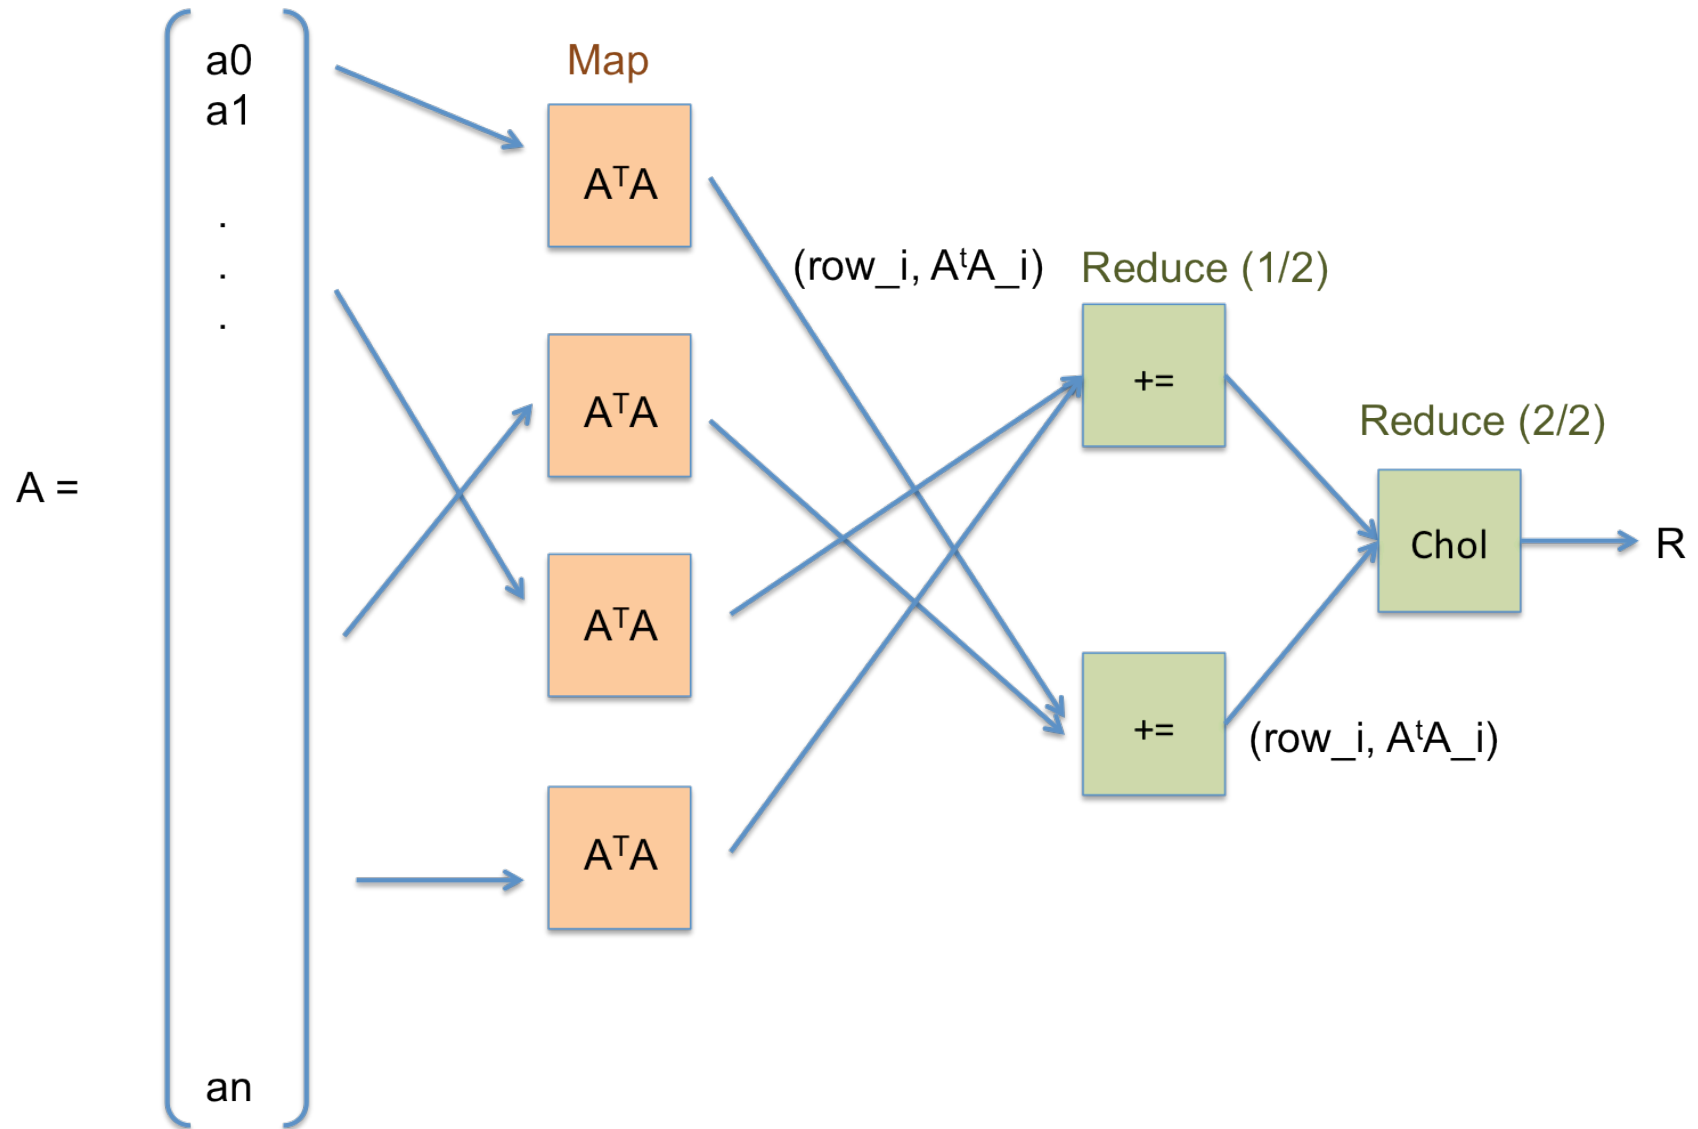 A =
a0
a1
.
.
.
an
Map
AᵀA
AᵀA
AᵀA
AᵀA
(row_i, AᵗA_i)
Reduce (1/2)
+=
+=
(row_i, AᵗA_i)
Reduce (2/2)
Chol
R